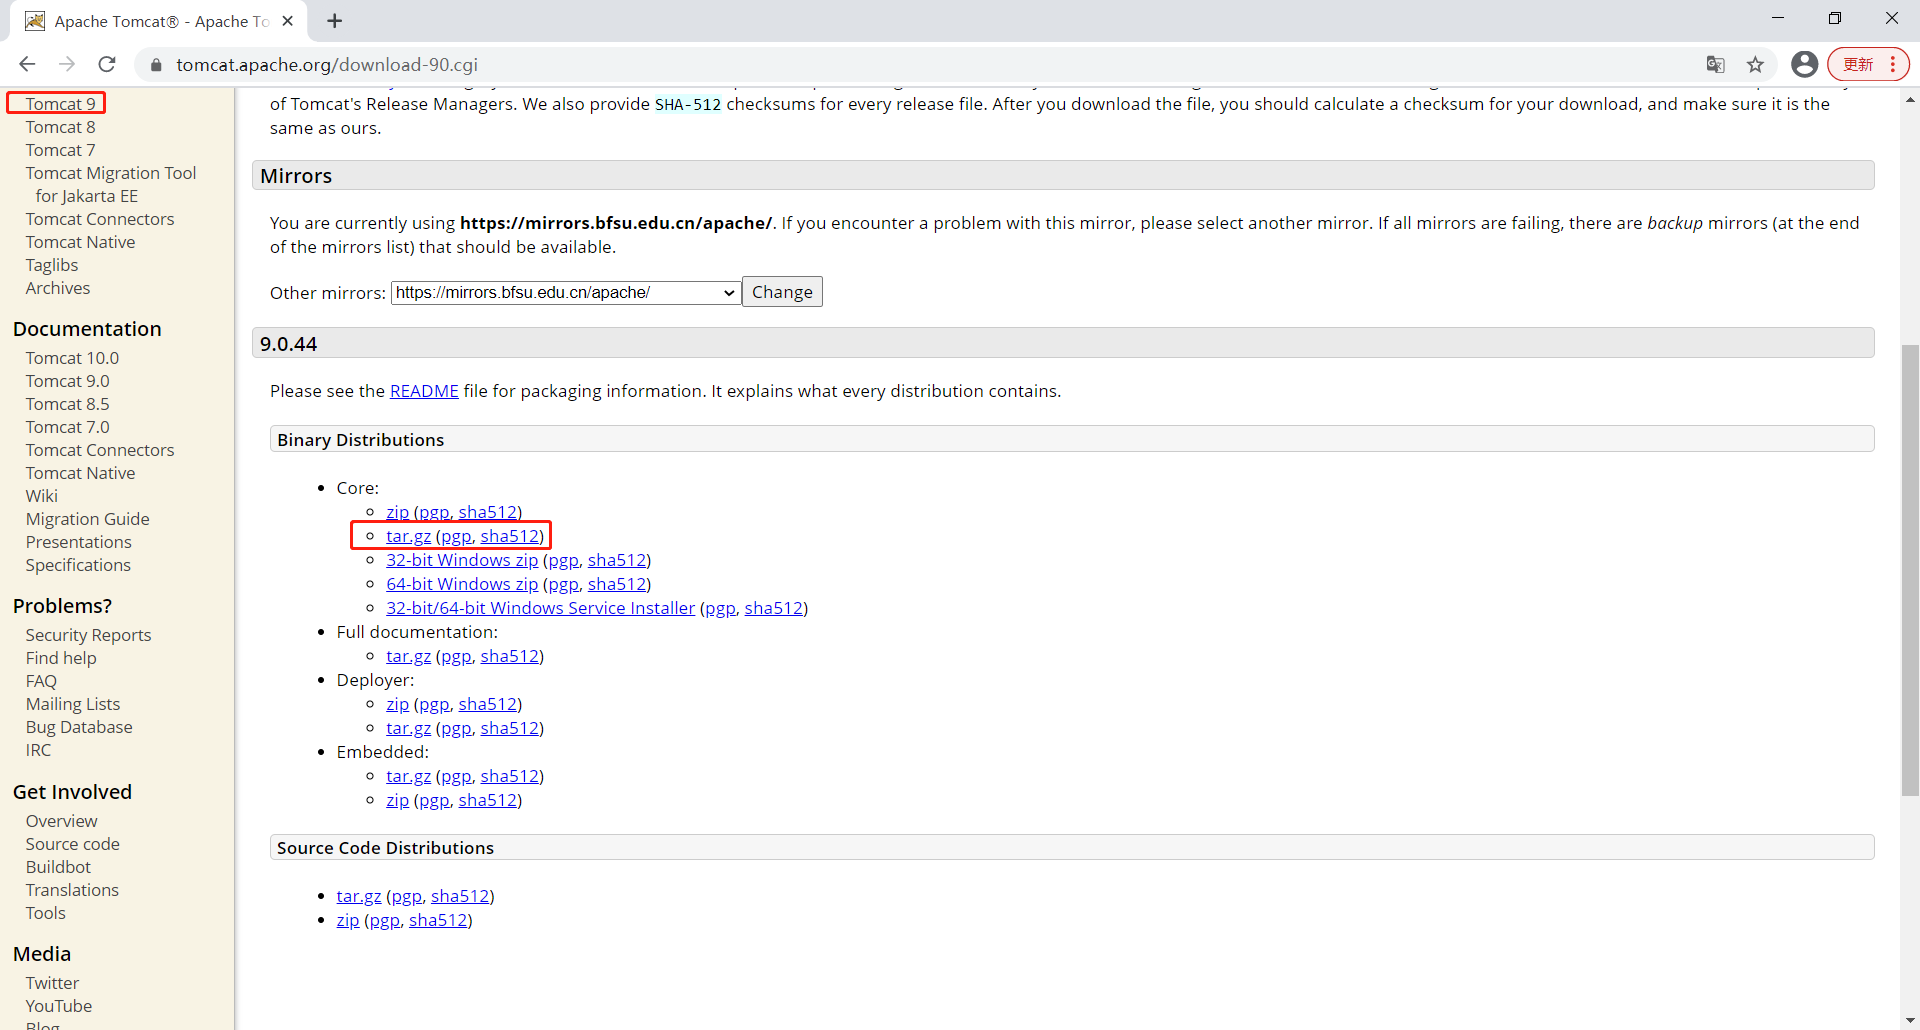 Apache Tomcat® - Apache To
tomcat.apache.org/download-90.cgi
更新
Tomcat 9
Tomcat 8
Tomcat 7
Tomcat Migration Tool
for Jakarta EE
Tomcat Connectors
Tomcat Native
Taglibs
Archives
Documentation
Tomcat 10.0
Tomcat 9.0
Tomcat 8.5
Tomcat 7.0
Tomcat Connectors
Tomcat Native
Wiki
Migration Guide
Presentations
Specifications
Problems?
Security Reports
Find help
FAQ
Mailing Lists
Bug Database
IRC
Get Involved
Overview
Source code
Buildbot
Translations
Tools
Media
Twitter
YouTube
Blog
of Tomcat's Release Managers. We also provide SHA-512 checksums for every release file. After you download the file, you should calculate a checksum for your download, and make sure it is the
same as ours.
Mirrors
You are currently using https://mirrors.bfsu.edu.cn/apache/. If you encounter a problem with this mirror, please select another mirror. If all mirrors are failing, there are backup mirrors (at the end
of the mirrors list) that should be available.
Other mirrors: https://mirrors.bfsu.edu.cn/apache/ Change
9.0.44
Please see the README file for packaging information. It explains what every distribution contains.
Binary Distributions
Core:
zip (pgp, sha512)
tar.gz (pgp, sha512)
32-bit Windows zip (pgp, sha512)
64-bit Windows zip (pgp, sha512)
32-bit/64-bit Windows Service Installer (pgp, sha512)
Full documentation:
tar.gz (pgp, sha512)
Deployer:
zip (pgp, sha512)
tar.gz (pgp, sha512)
Embedded:
tar.gz (pgp, sha512)
zip (pgp, sha512)
Source Code Distributions
tar.gz (pgp, sha512)
zip (pgp, sha512)